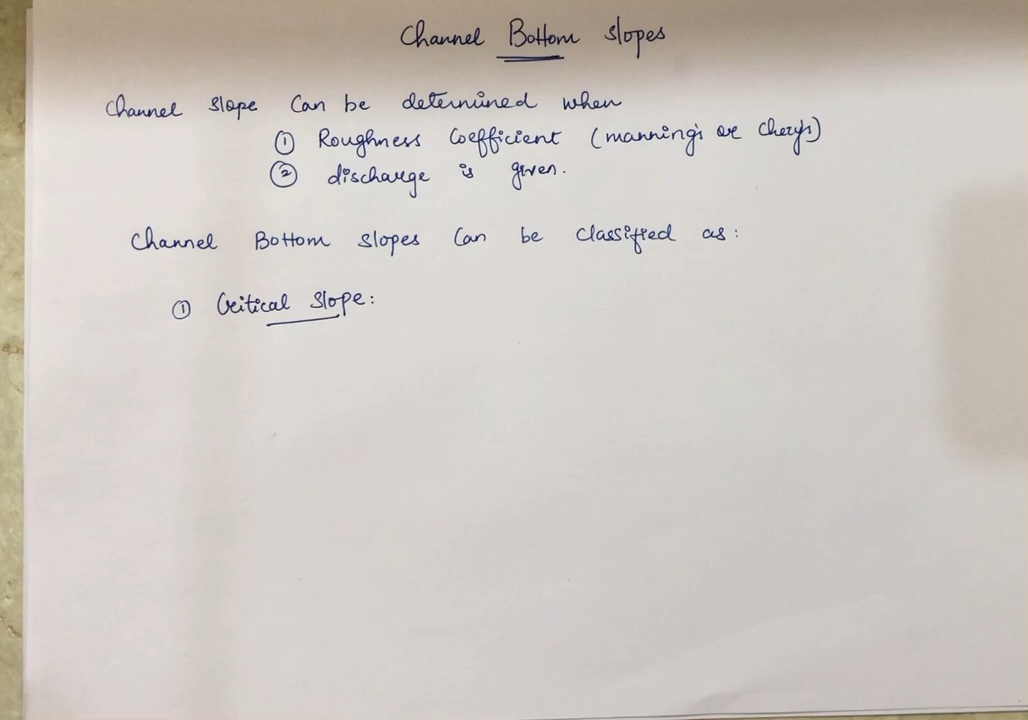 Channel Bottom Slopes
Channel Slope Can be determined when
① Roughness Coefficient (manning's or Chezy's)
② discharge is given.
Channel Bottom slopes Can be classified as:
① Critical Slope: